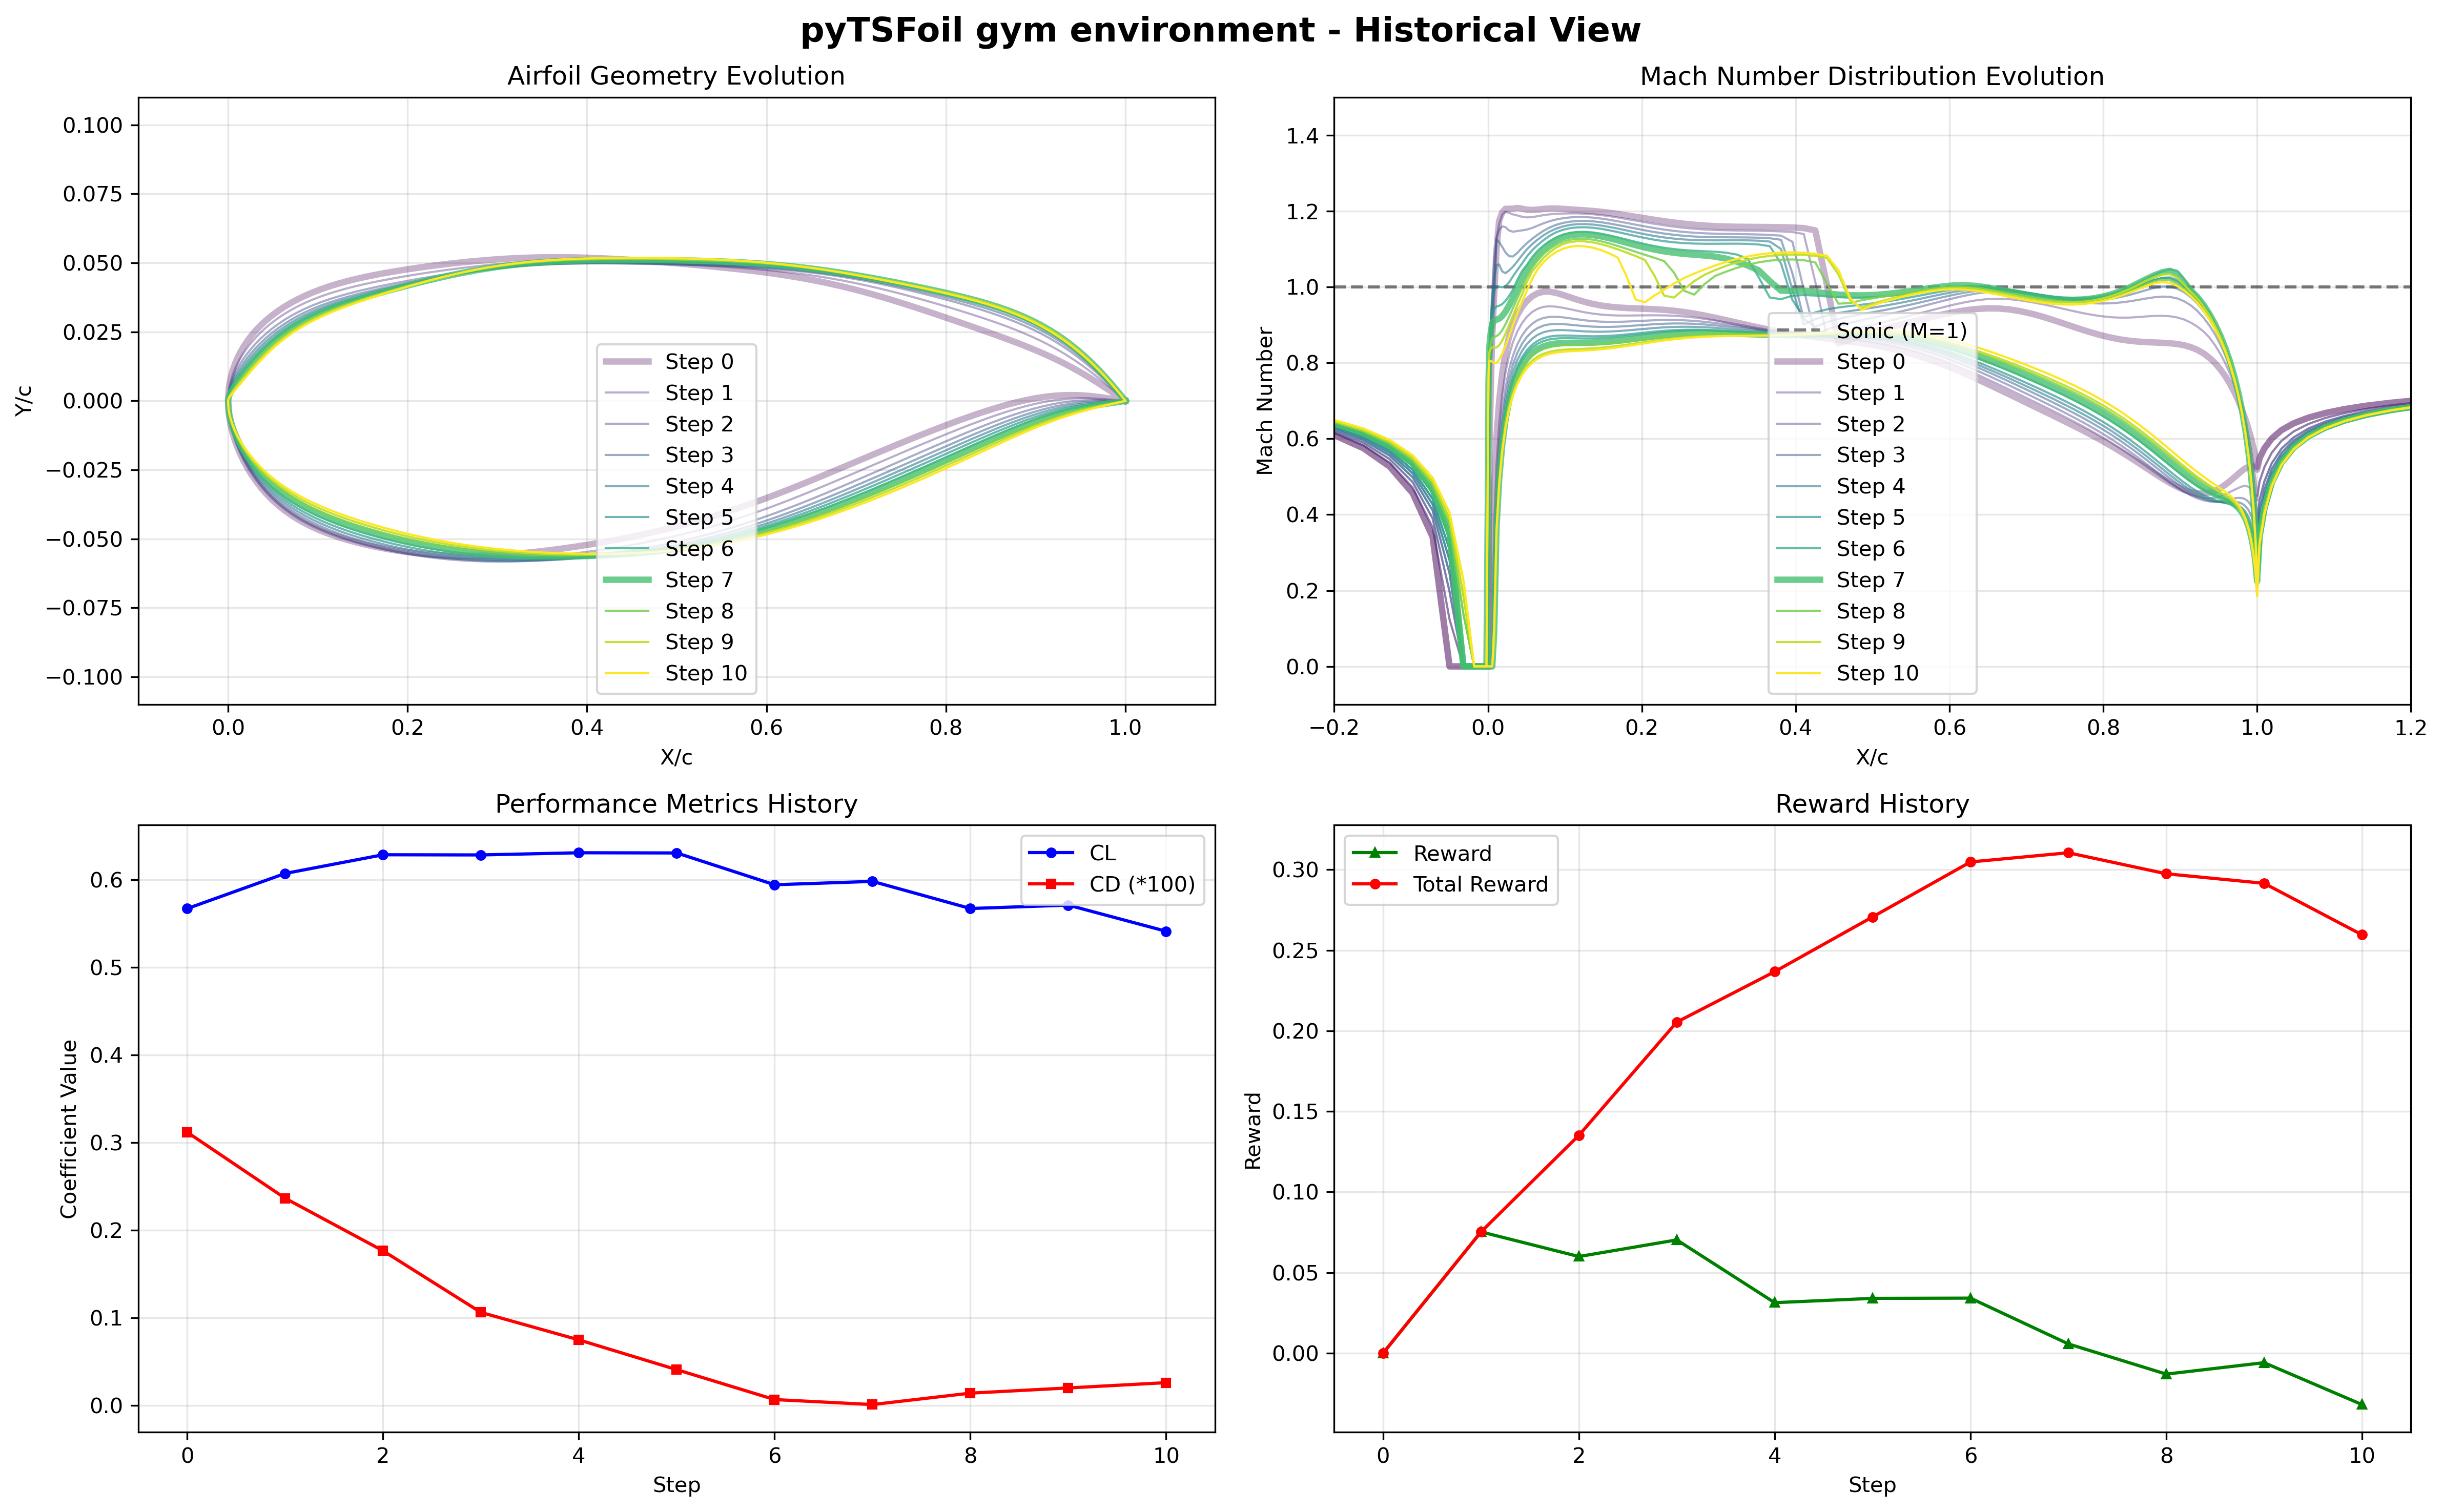 pyTSFoil gym environment - Historical View
Airfoil Geometry Evolution
0.100
0.075
0.050
0.025
0.000
−0.025
−0.050
−0.075
−0.100
Y/c
0.0
0.2
0.4
0.6
0.8
1.0
X/c
Step 0
Step 1
Step 2
Step 3
Step 4
Step 5
Step 6
Step 7
Step 8
Step 9
Step 10
Mach Number Distribution Evolution
1.4
1.2
1.0
0.8
0.6
0.4
0.2
0.0
Mach Number
−0.2
0.0
0.2
0.4
0.6
0.8
1.0
1.2
X/c
Sonic (M=1)
Step 0
Step 1
Step 2
Step 3
Step 4
Step 5
Step 6
Step 7
Step 8
Step 9
Step 10
Performance Metrics History
0.6
0.5
0.4
0.3
0.2
0.1
0.0
Coefficient Value
0
2
4
6
8
10
Step
CL
CD (*100)
Reward History
0.30
0.25
0.20
0.15
0.10
0.05
0.00
Reward
0
2
4
6
8
10
Step
Reward
Total Reward